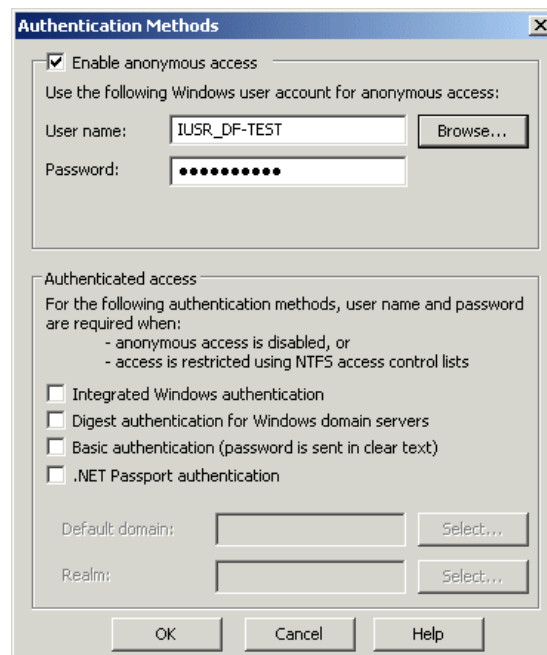 Authentication Methods
Enable anonymous access
Use the following Windows user account for anonymous access:
User name: IUSR_DF-TEST Browse...
Password: ●●●●●●●●●●
Authenticated access
For the following authentication methods, user name and password
are required when:
- anonymous access is disabled, or
- access is restricted using NTFS access control lists
Integrated Windows authentication
Digest authentication for Windows domain servers
Basic authentication (password is sent in clear text)
.NET Passport authentication
Default domain: Select...
Realm: Select...
OK Cancel Help